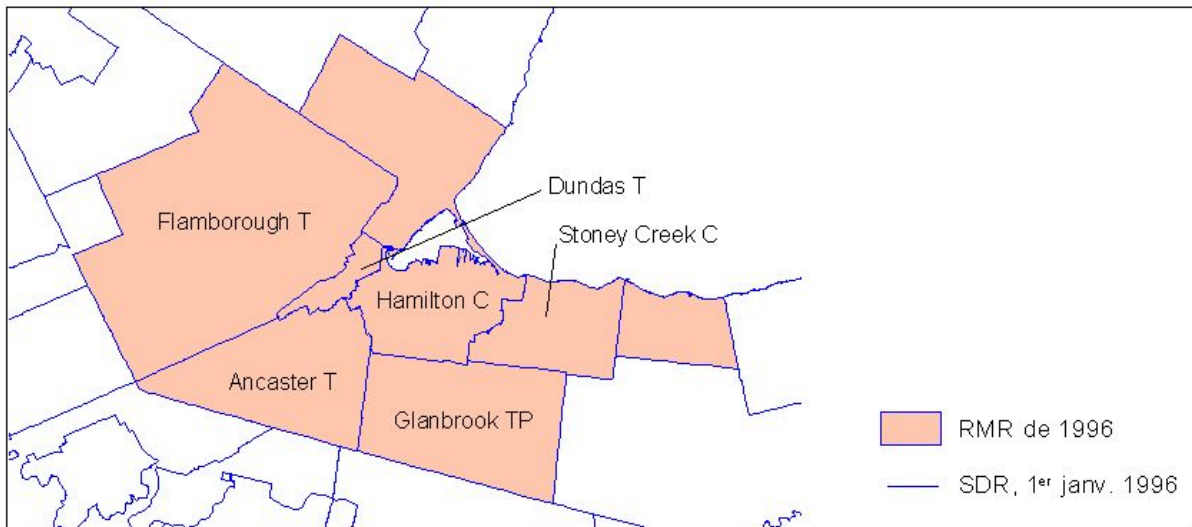 Dundas T
Flamborough T
Stoney Creek C
Hamilton C
Ancaster T
Glanbrook TP
RMR de 1996
SDR, 1er janv. 1996